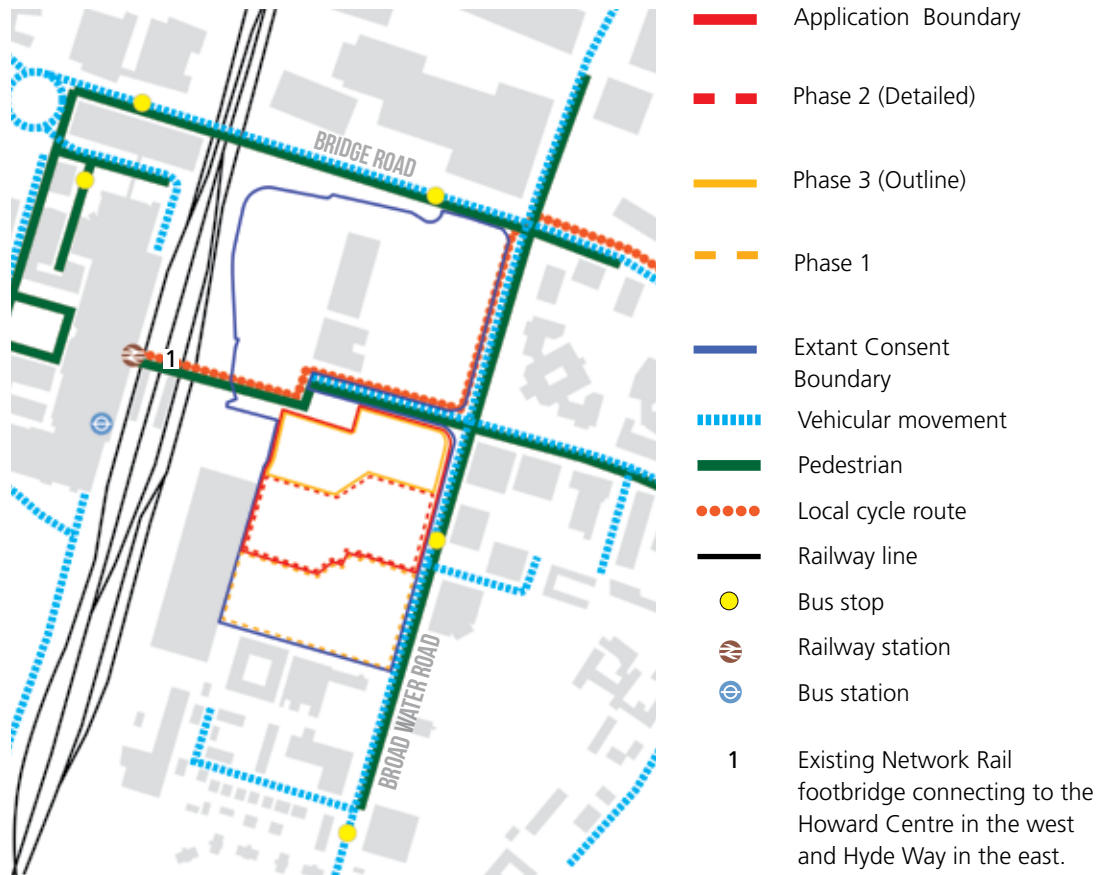 BRIDGE ROAD
1
BROAD WATER ROAD
Application Boundary
Phase 2 (Detailed)
Phase 3 (Outline)
Phase 1
Extant Consent
Boundary
Vehicular movement
Pedestrian
Local cycle route
Railway line
Bus stop
Railway station
Bus station
1 Existing Network Rail
footbridge connecting to the
Howard Centre in the west
and Hyde Way in the east.